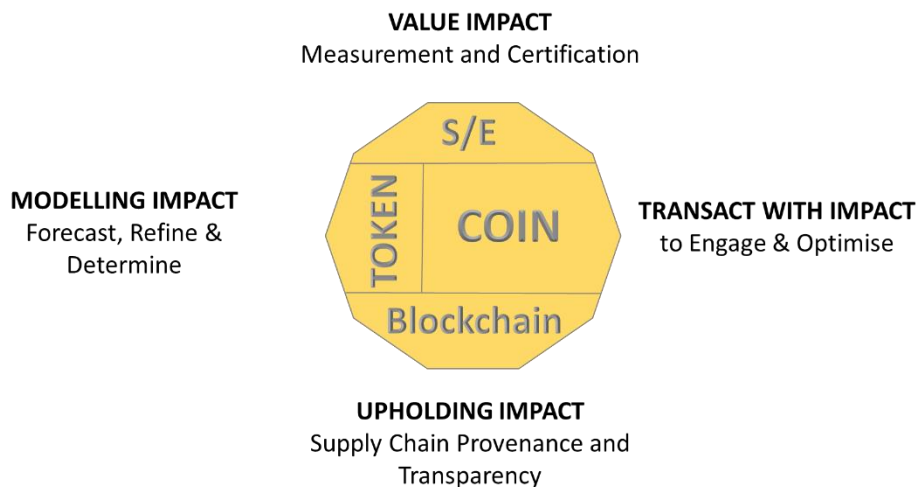 VALUE IMPACT
Measurement and Certification
S/E
MODELLING IMPACT
Forecast, Refine &
Determine
TOKEN
COIN
TRANSACT WITH IMPACT
to Engage & Optimise
Blockchain
UPHOLDING IMPACT
Supply Chain Provenance and
Transparency